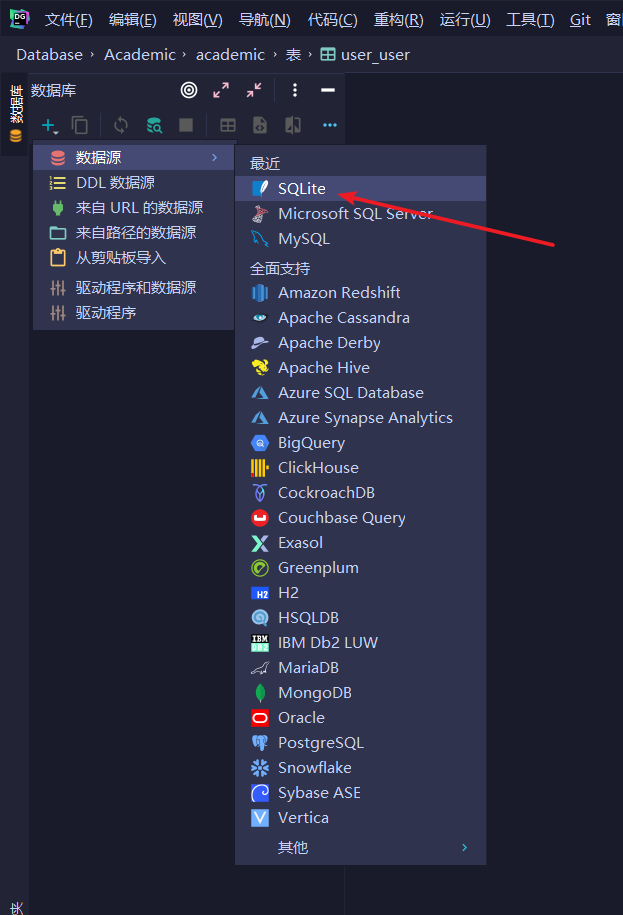 DG
文件(F) 编辑(E) 视图(V) 导航(N) 代码(C) 重构(R) 运行(U) 工具(T) Git 窗
Database › Academic › academic › 表 › user_user
数据库
数据库
数据源
DDL 数据源
来自 URL 的数据源
来自路径的数据源
从剪贴板导入
驱动程序和数据源
驱动程序
最近
SQLite
Microsoft SQL Server
MySQL
全面支持
Amazon Redshift
Apache Cassandra
Apache Derby
Apache Hive
Azure SQL Database
Azure Synapse Analytics
BigQuery
ClickHouse
CockroachDB
Couchbase Query
Exasol
Greenplum
H2 H2
HSQLDB
IBM DB2 IBM Db2 LUW
MariaDB
MongoDB
Oracle
PostgreSQL
Snowflake
Sybase ASE
Vertica
其他
夹